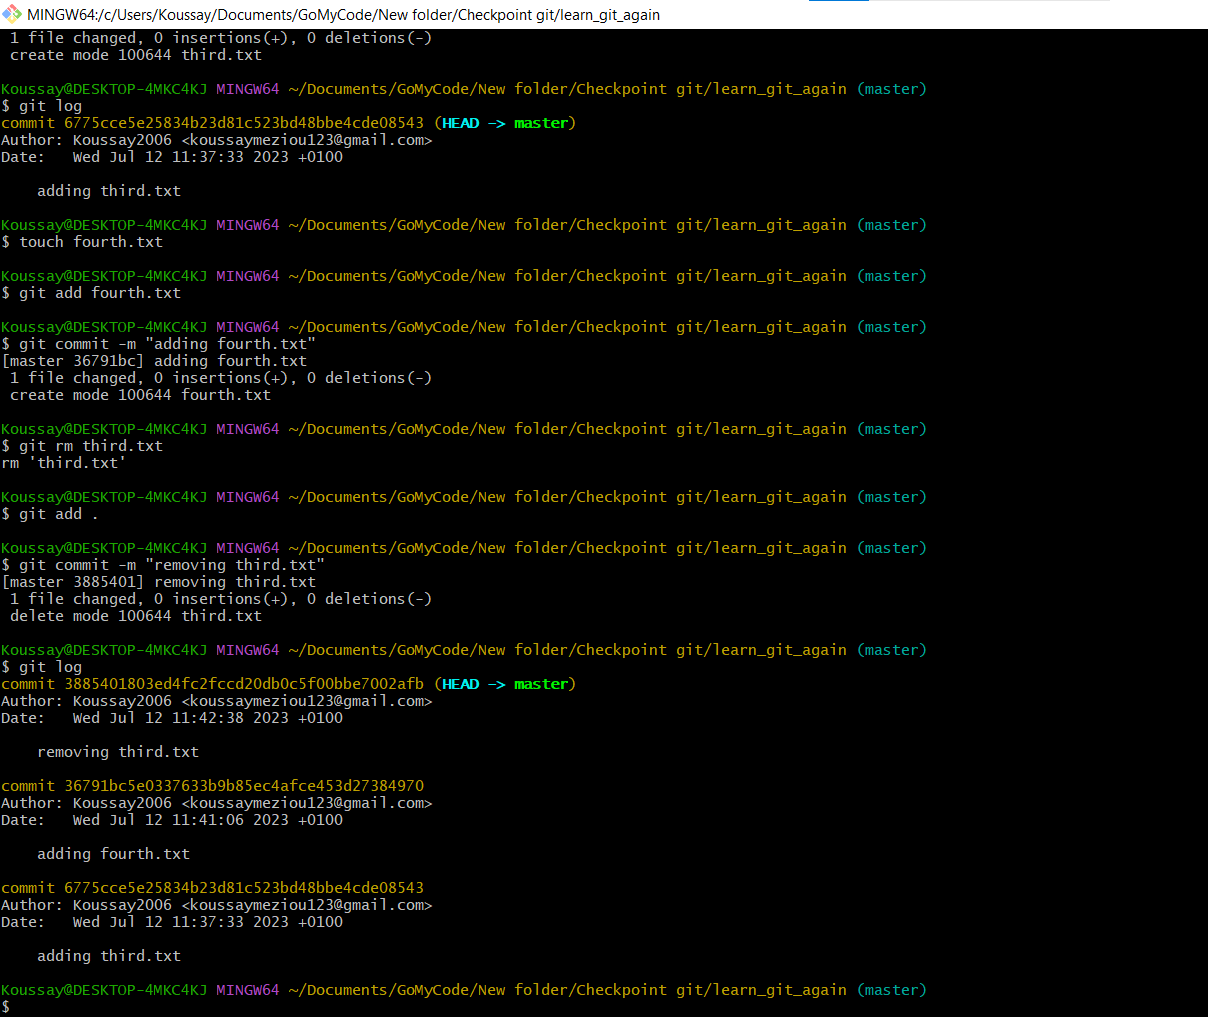 MINGW64:/c/Users/Koussay/Documents/GoMyCode/New folder/Checkpoint git/learn_git_again
1 file changed, 0 insertions(+), 0 deletions(-)
create mode 100644 third.txt
Koussay@DESKTOP-4MKC4KJ MINGW64 ~/Documents/GoMyCode/New folder/Checkpoint git/learn_git_again (master)
$ git log
commit 6775cce5e25834b23d81c523bd48bbe4cde08543 (HEAD -> master)
Author: Koussay2006 <koussaymeziou123@gmail.com>
Date:   Wed Jul 12 11:37:33 2023 +0100
adding third.txt
Koussay@DESKTOP-4MKC4KJ MINGW64 ~/Documents/GoMyCode/New folder/Checkpoint git/learn_git_again (master)
$ touch fourth.txt
Koussay@DESKTOP-4MKC4KJ MINGW64 ~/Documents/GoMyCode/New folder/Checkpoint git/learn_git_again (master)
$ git add fourth.txt
Koussay@DESKTOP-4MKC4KJ MINGW64 ~/Documents/GoMyCode/New folder/Checkpoint git/learn_git_again (master)
$ git commit -m "adding fourth.txt"
[master 36791bc] adding fourth.txt
1 file changed, 0 insertions(+), 0 deletions(-)
create mode 100644 fourth.txt
Koussay@DESKTOP-4MKC4KJ MINGW64 ~/Documents/GoMyCode/New folder/Checkpoint git/learn_git_again (master)
$ git rm third.txt
rm 'third.txt'
Koussay@DESKTOP-4MKC4KJ MINGW64 ~/Documents/GoMyCode/New folder/Checkpoint git/learn_git_again (master)
$ git add .
Koussay@DESKTOP-4MKC4KJ MINGW64 ~/Documents/GoMyCode/New folder/Checkpoint git/learn_git_again (master)
$ git commit -m "removing third.txt"
[master 3885401] removing third.txt
1 file changed, 0 insertions(+), 0 deletions(-)
delete mode 100644 third.txt
Koussay@DESKTOP-4MKC4KJ MINGW64 ~/Documents/GoMyCode/New folder/Checkpoint git/learn_git_again (master)
$ git log
commit 3885401803ed4fc2fccd20db0c5f00bbe7002afb (HEAD -> master)
Author: Koussay2006 <koussaymeziou123@gmail.com>
Date:   Wed Jul 12 11:42:38 2023 +0100
removing third.txt
commit 36791bc5e0337633b9b85ec4afce453d27384970
Author: Koussay2006 <koussaymeziou123@gmail.com>
Date:   Wed Jul 12 11:41:06 2023 +0100
adding fourth.txt
commit 6775cce5e25834b23d81c523bd48bbe4cde08543
Author: Koussay2006 <koussaymeziou123@gmail.com>
Date:   Wed Jul 12 11:37:33 2023 +0100
adding third.txt
Koussay@DESKTOP-4MKC4KJ MINGW64 ~/Documents/GoMyCode/New folder/Checkpoint git/learn_git_again (master)
$